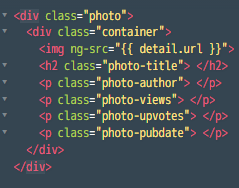 <div class="photo">
<div class="container">
<img ng-src="{{ detail.url }}">
<h2 class="photo-title"> </h2>
<p class="photo-author"> </p>
<p class="photo-views"> </p>
<p class="photo-upvotes"> </p>
<p class="photo-pubdate"> </p>
</div>
</div>